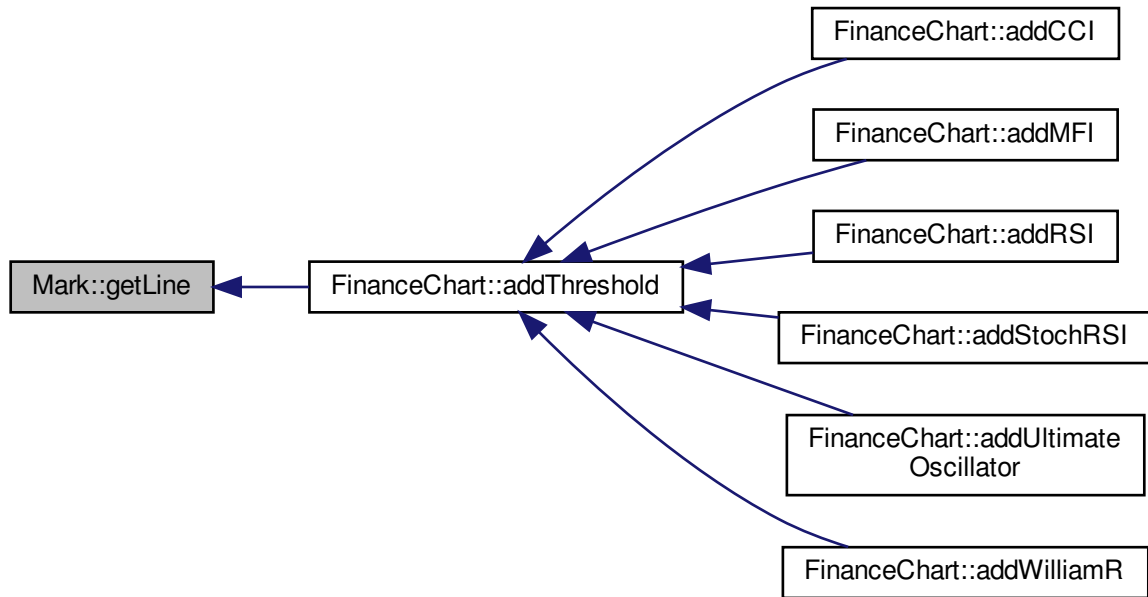 FinanceChart::addCCI
FinanceChart::addMFI
FinanceChart::addRSI
Mark::getLine
FinanceChart::addThreshold
FinanceChart::addStochRSI
FinanceChart::addUltimate
Oscillator
FinanceChart::addWilliamR